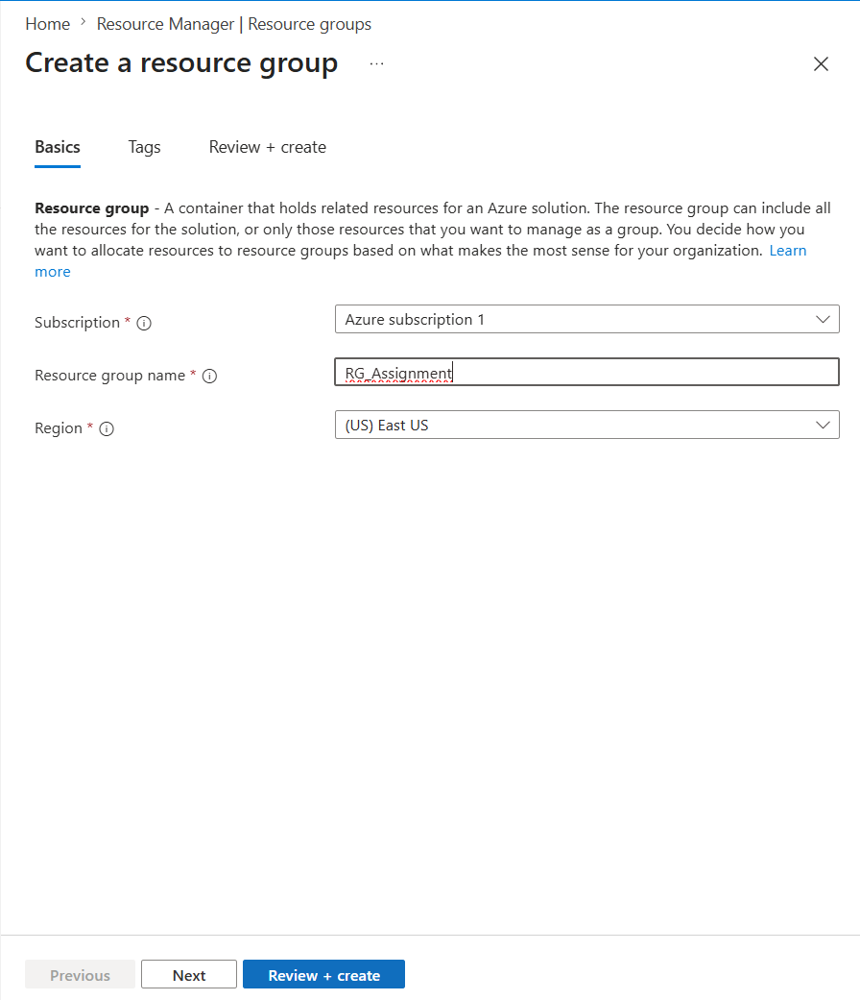 Home > Resource Manager | Resource groups
Create a resource group ...
Basics Tags Review + create
Resource group - A container that holds related resources for an Azure solution. The resource group can include all
the resources for the solution, or only those resources that you want to manage as a group. You decide how you
want to allocate resources to resource groups based on what makes the most sense for your organization. Learn
more
Subscription * Azure subscription 1
Resource group name * RG_Assignment
Region * (US) East US
Previous Next Review + create